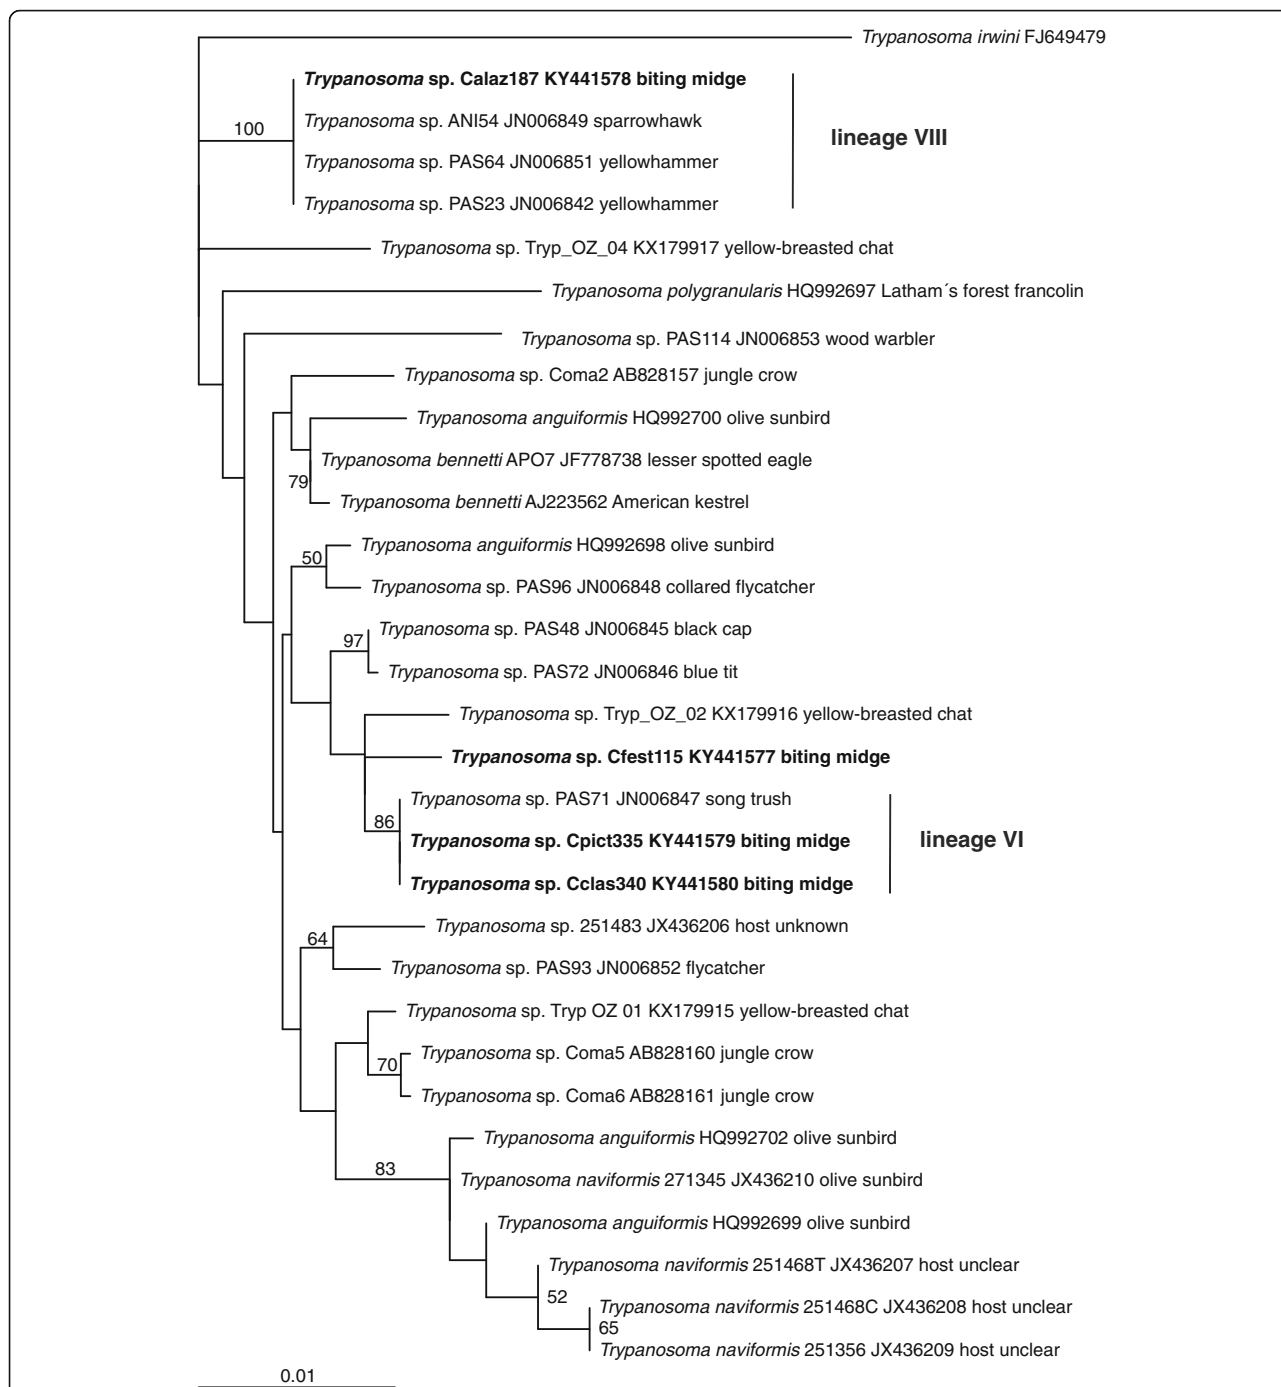 Trypanosoma irwini FJ649479
Trypanosoma sp. Calaz187 KY441578 biting midge
100
Trypanosoma sp. ANI54 JN006849 sparrowhawk
lineage VIII
Trypanosoma sp. PAS64 JN006851 yellowhammer
Trypanosoma sp. PAS23 JN006842 yellowhammer
Trypanosoma sp. Tryp_OZ_04 KX179917 yellow-breasted chat
Trypanosoma polygranularis HQ992697 Latham´s forest francolin
Trypanosoma sp. PAS114 JN006853 wood warbler
Trypanosoma sp. Coma2 AB828157 jungle crow
Trypanosoma anguiformis HQ992700 olive sunbird
Trypanosoma bennetti APO7 JF778738 lesser spotted eagle
79
Trypanosoma bennetti AJ223562 American kestrel
Trypanosoma anguiformis HQ992698 olive sunbird
50
Trypanosoma sp. PAS96 JN006848 collared flycatcher
Trypanosoma sp. PAS48 JN006845 black cap
97
Trypanosoma sp. PAS72 JN006846 blue tit
Trypanosoma sp. Tryp_OZ_02 KX179916 yellow-breasted chat
Trypanosoma sp. Cfest115 KY441577 biting midge
Trypanosoma sp. PAS71 JN006847 song trush
86
Trypanosoma sp. Cpict335 KY441579 biting midge
lineage VI
Trypanosoma sp. Cclas340 KY441580 biting midge
Trypanosoma sp. 251483 JX436206 host unknown
64
Trypanosoma sp. PAS93 JN006852 flycatcher
Trypanosoma sp. Tryp OZ 01 KX179915 yellow-breasted chat
Trypanosoma sp. Coma5 AB828160 jungle crow
70
Trypanosoma sp. Coma6 AB828161 jungle crow
Trypanosoma anguiformis HQ992702 olive sunbird
83
Trypanosoma naviformis 271345 JX436210 olive sunbird
Trypanosoma anguiformis HQ992699 olive sunbird
Trypanosoma naviformis 251468T JX436207 host unclear
52
Trypanosoma naviformis 251468C JX436208 host unclear
65
Trypanosoma naviformis 251356 JX436209 host unclear
0.01